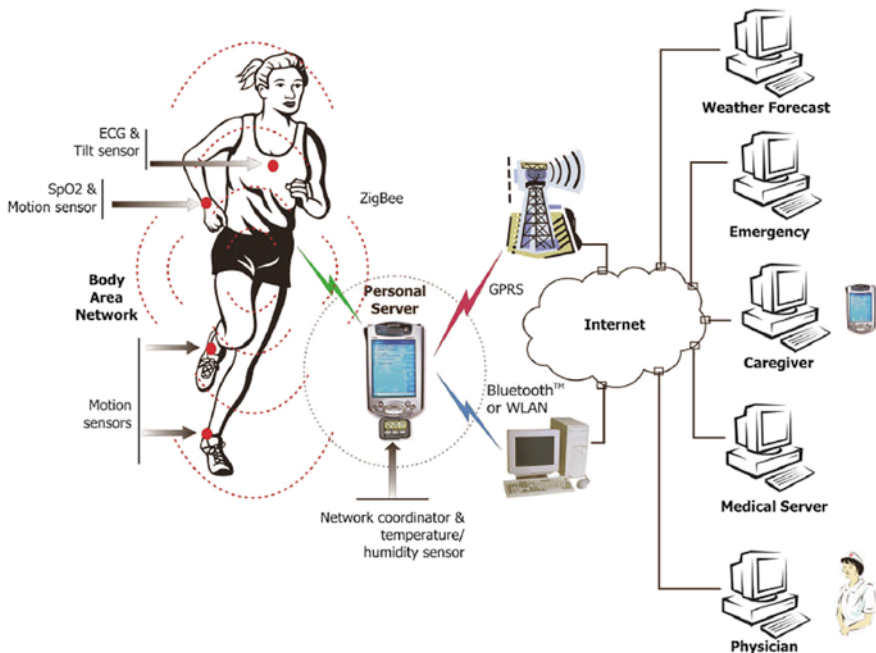 ECG &
Tilt sensor
SpO2 &
Motion sensor
ZigBee
Body
Area
Network
Motion
sensors
Personal
Server
Network coordinator &
temperature/
humidity sensor
GPRS
Bluetooth™
or WLAN
Internet
Weather Forecast
Emergency
Caregiver
Medical Server
Physician